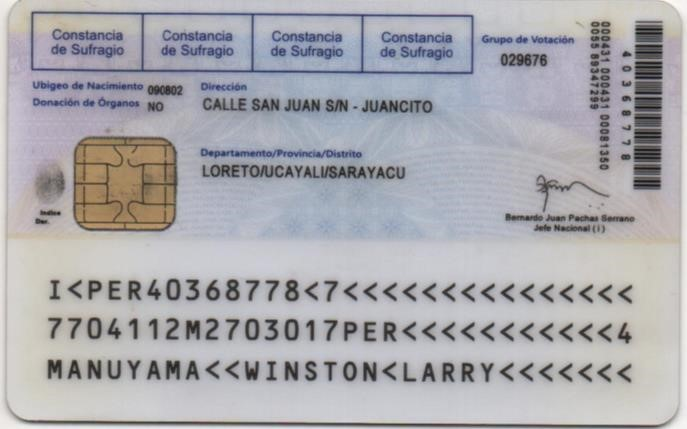 Constancia de Sufragio
Constancia de Sufragio
Constancia de Sufragio
Constancia de Sufragio
Grupo de Votación
029676
Ubigeo de Nacimiento 090802
Donación de Órganos NO
Dirección
CALLE SAN JUAN S/N - JUANCITO
Departamento/Provincia/Distrito
LORETO/UCAYALI/SARAYACU
Indice
Der.
Bernardo Juan Pachas Serrano
Jefe Nacional (i)
000431 000431 00081350
0055 89347299
40368778
I<PER40368778<7<<<<<<<<<<<<<<<
7704112M2703017PER<<<<<<<<<<<4
MANUYAMA<<WINSTON<LARRY<<<<<<<